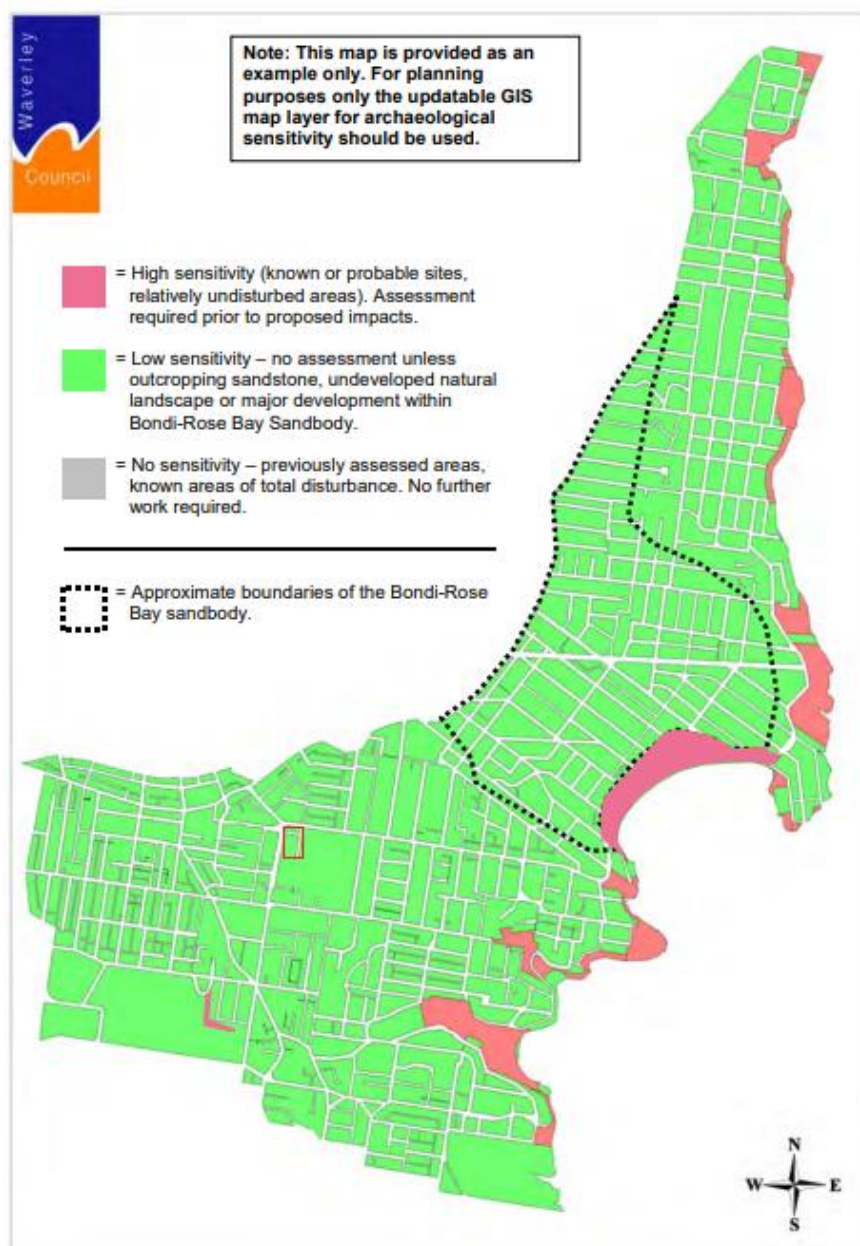 Waverley
Council
Note: This map is provided as an
example only. For planning
purposes only the updatable GIS
map layer for archaeological
sensitivity should be used.
= High sensitivity (known or probable sites,
relatively undisturbed areas). Assessment
required prior to proposed impacts.
= Low sensitivity – no assessment unless
outcropping sandstone, undeveloped natural
landscape or major development within
Bondi-Rose Bay Sandbody.
= No sensitivity – previously assessed areas,
known areas of total disturbance. No further
work required.
= Approximate boundaries of the Bondi-Rose
Bay sandbody.
N
W E
S